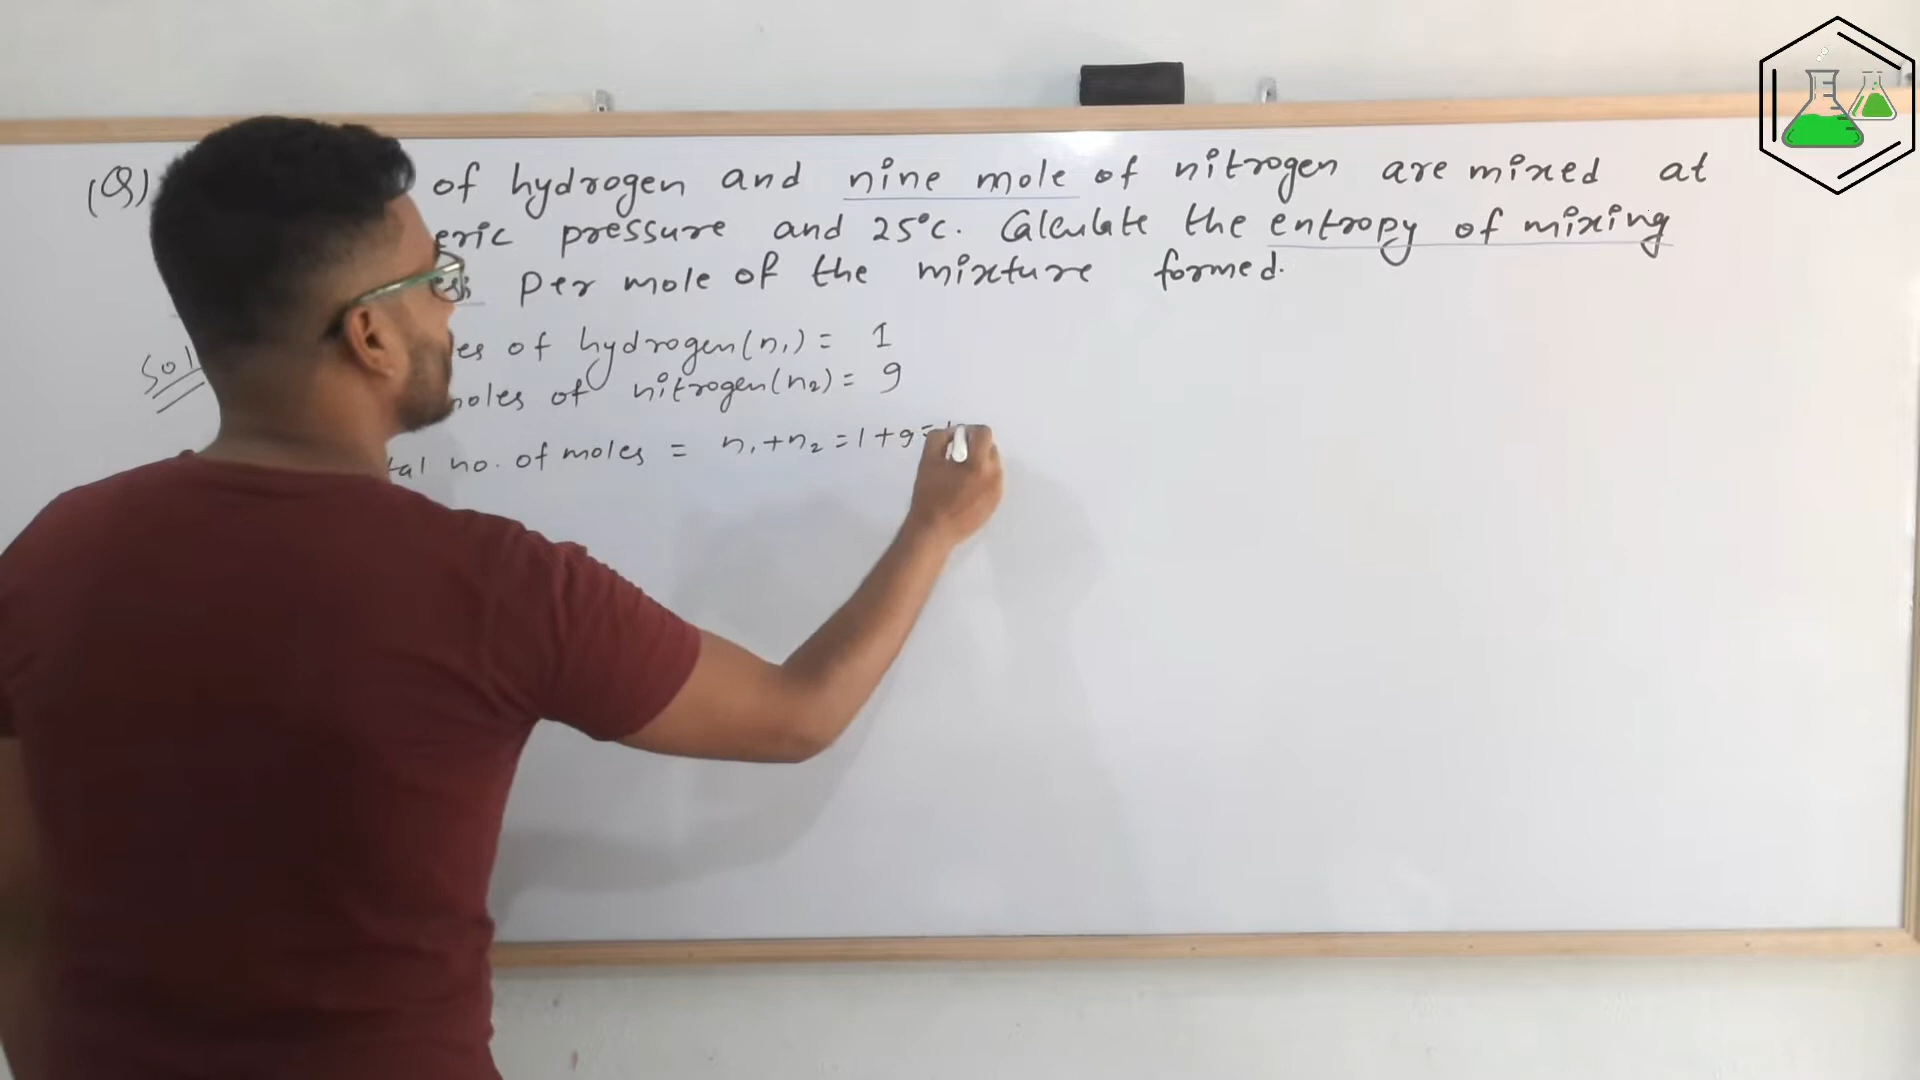 (Q) of hydrogen and nine mole of nitrogen are mixed at
eric pressure and 25°C. Calculate the entropy of mixing
per mole of the mixture formed.
Sol
les of hydrogen (n₁) = 1
moles of nitrogen (n₂) = 9
tal no. of moles = n₁ + n₂ = 1 + 9 =